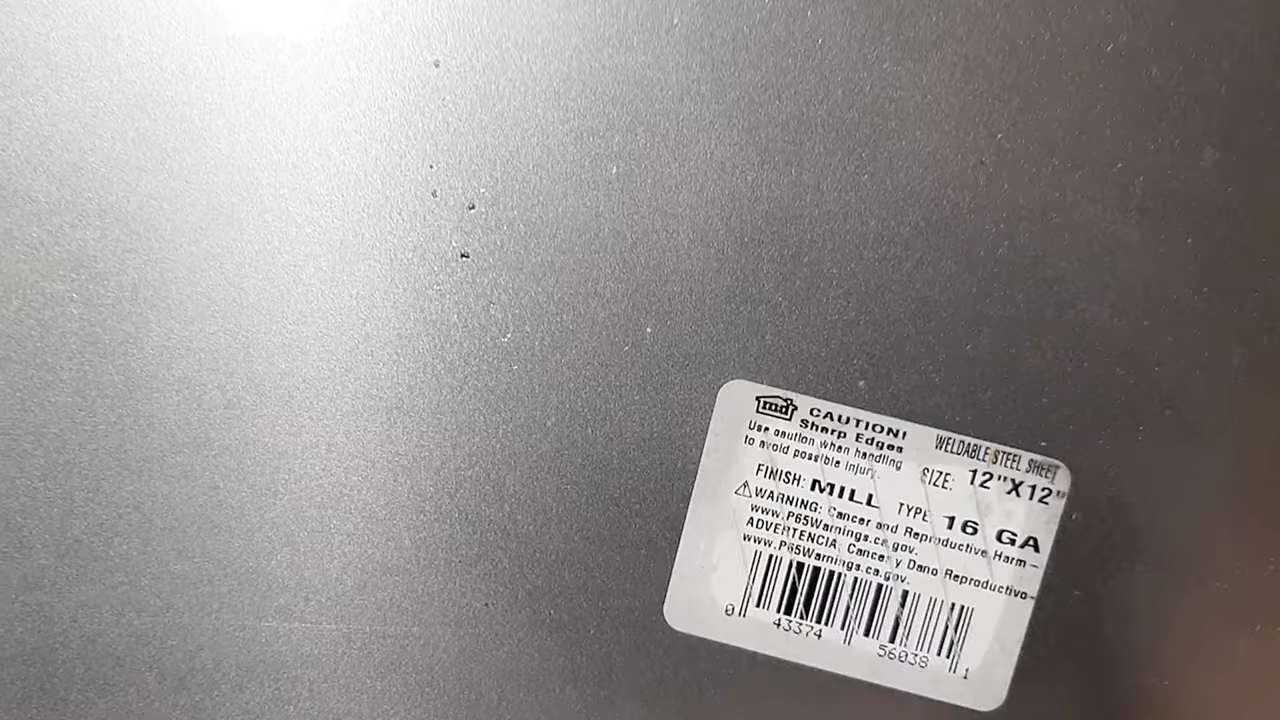 md
CAUTION!
Sharp Edges
Use caution when handling
to avoid possible injury.
WELDABLE STEEL SHEET
SIZE: 12"X12"
FINISH: MILL TYPE 16 GA
WARNING: Cancer and Reproductive Harm –
www.P65Warnings.ca.gov.
ADVERTENCIA: Cancer y Dano Reproductivo–
www.P65Warnings.ca.gov.
0 43374 56038 1